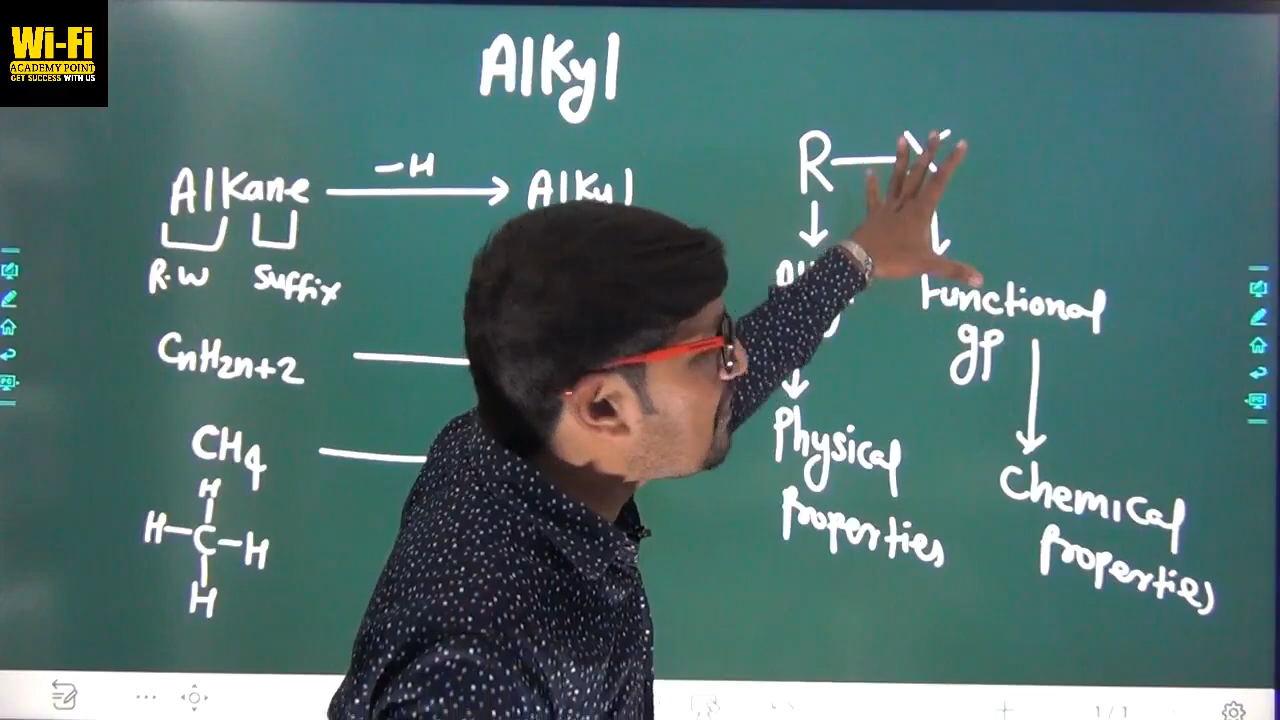 Wi-Fi
ACADEMY POINT
GET SUCCESS WITH US
Alkyl
Alkane
-H
Alkyl
R.W
Suffix
CnH2n+2
CH4
H
H-C-H
H
R
Functional
gp
Physical
Properties
Chemical
Properties
1/1